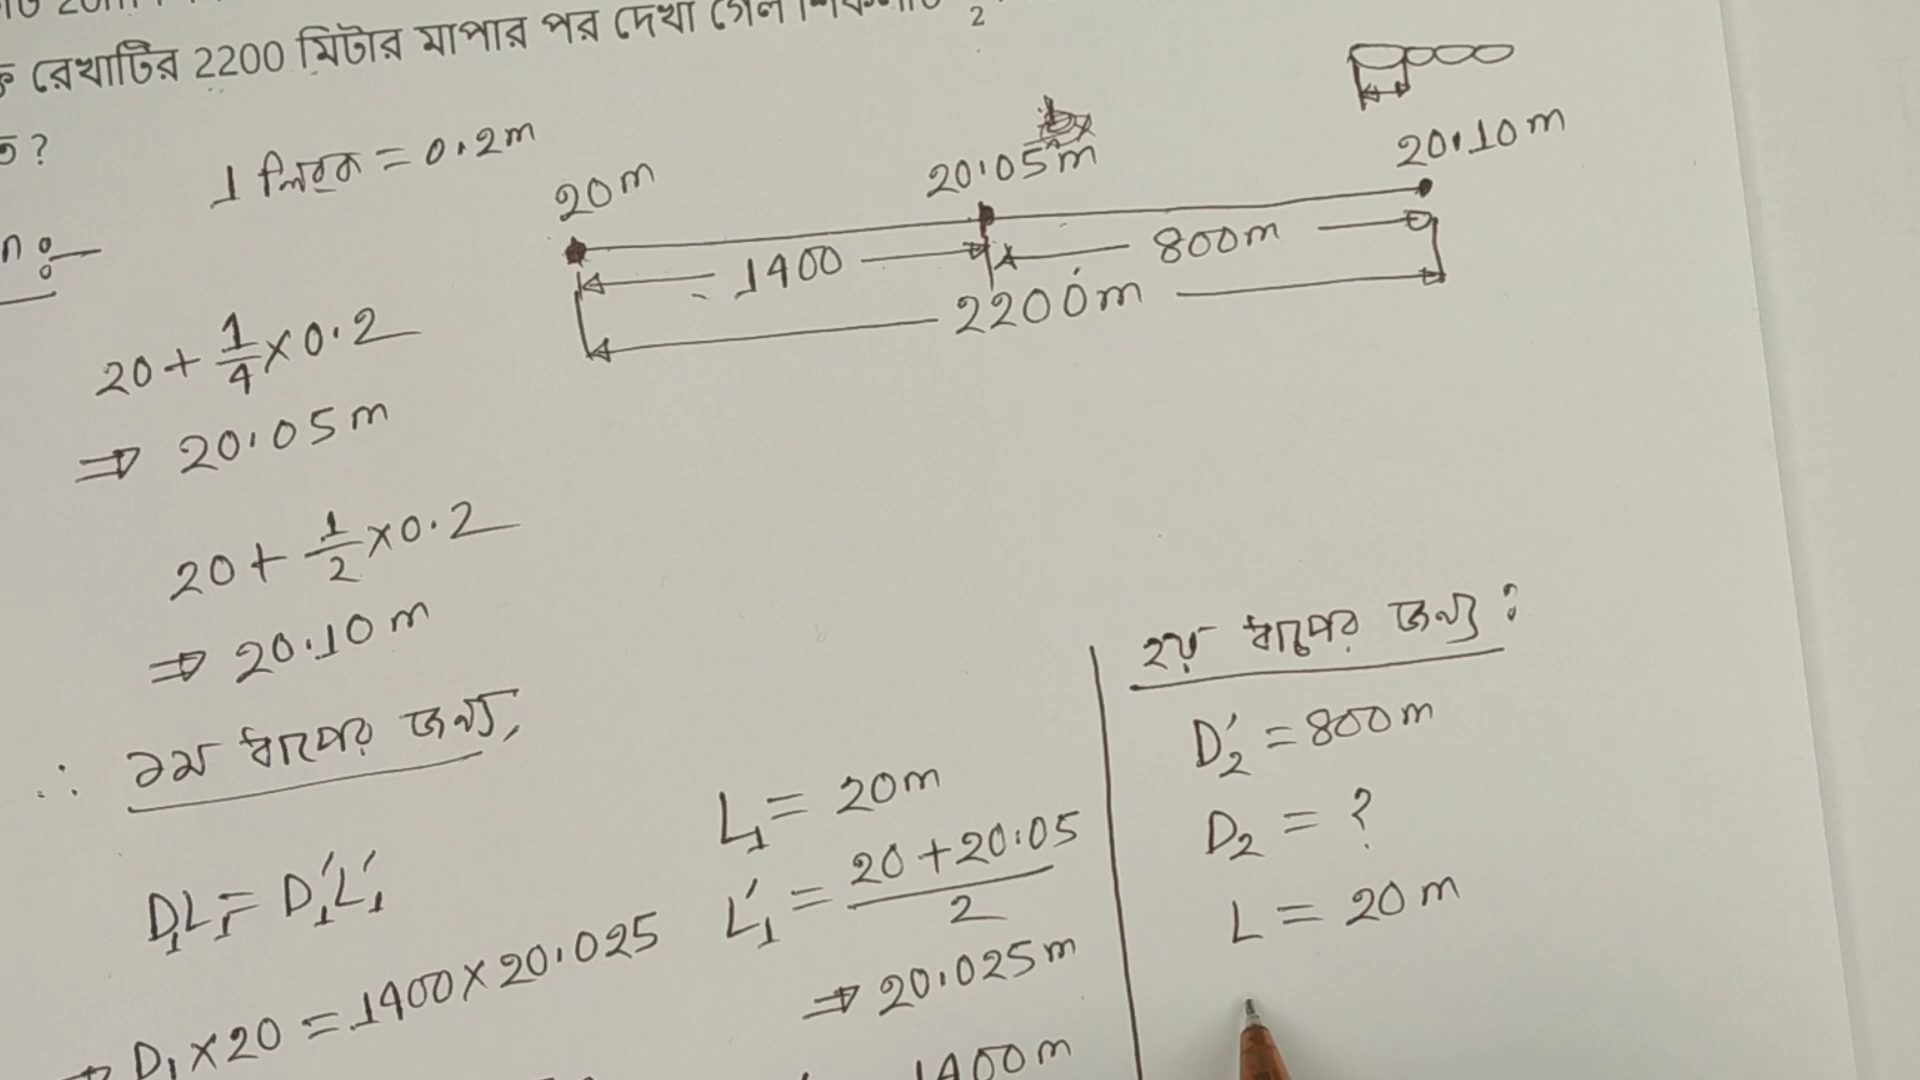 রেখাটির 2200 মিটার মাপার পর দেখা গেল
2
?
1 লিংক = 0.2m
20m
20.05m
20.10m
1400
800m
2200m
20 + 1/4 × 0.2
⇒ 20.05m
20 + 1/2 × 0.2
⇒ 20.10m
∴ ১ম ধাপের জন্য,
D₁L₁ = D₁'L₁'
D₁ × 20 = 1400 × 20.025
L₁ = 20m
L₁' = (20 + 20.05)/2
⇒ 20.025m
1400m
২য় ধাপের জন্য :
D₂' = 800m
D₂ = ?
L = 20m